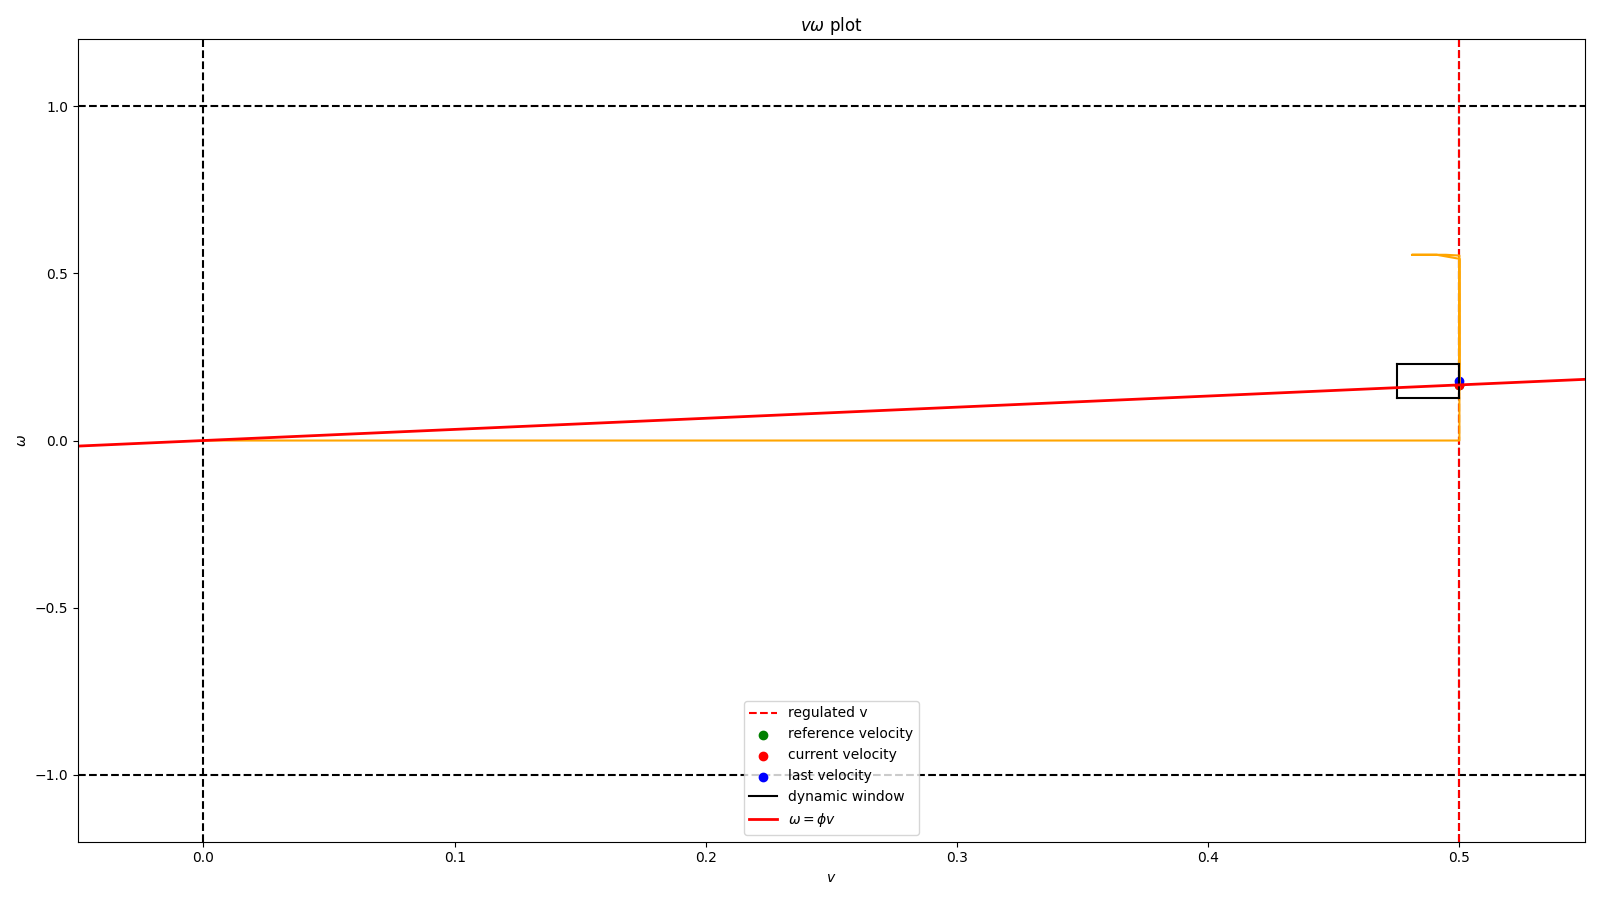 vω plot
1.0
0.5
0.0
−0.5
−1.0
ω
regulated v
reference velocity
current velocity
last velocity
dynamic window
ω = ϕv
0.0 0.1 0.2 0.3 0.4 0.5
v